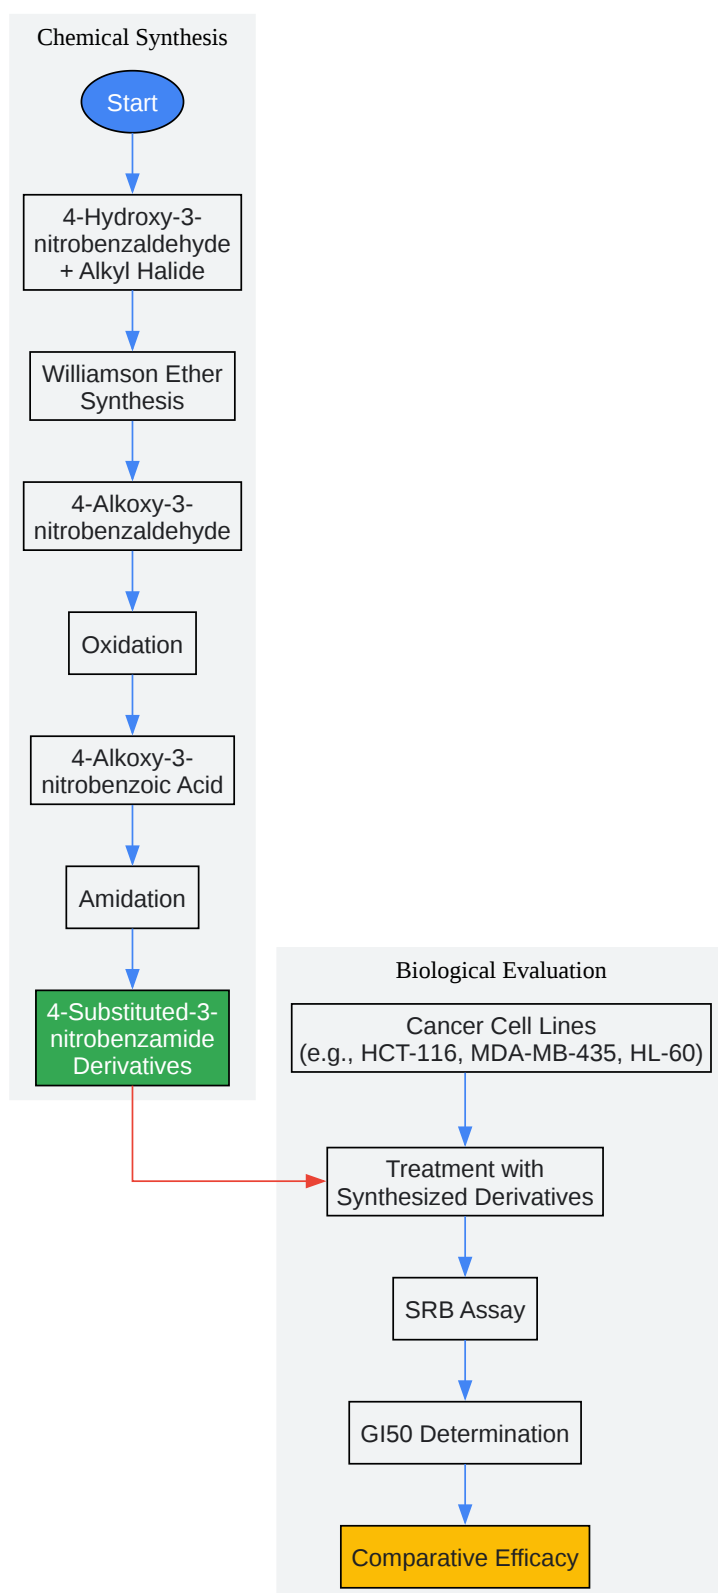 Chemical Synthesis
Start
4-Hydroxy-3-
nitrobenzaldehyde
+ Alkyl Halide
Williamson Ether
Synthesis
4-Alkoxy-3-
nitrobenzaldehyde
Oxidation
4-Alkoxy-3-
nitrobenzoic Acid
Amidation
4-Substituted-3-
nitrobenzamide
Derivatives
Biological Evaluation
Cancer Cell Lines
(e.g., HCT-116, MDA-MB-435, HL-60)
Treatment with
Synthesized Derivatives
SRB Assay
GI50 Determination
Comparative Efficacy